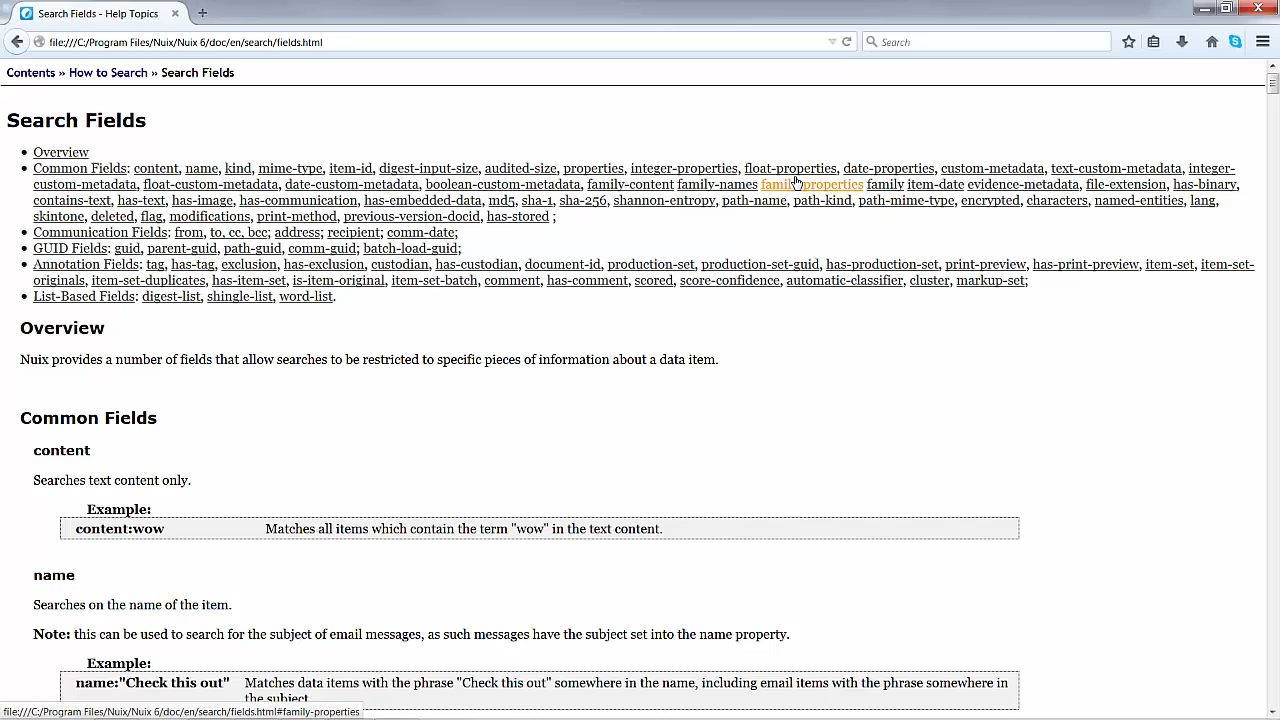 Search Fields - Help Topics
file:///C:/Program Files/Nuix/Nuix 6/doc/en/search/fields.html
Search
Contents » How to Search » Search Fields
Search Fields
• Overview
• Common Fields: content, name, kind, mime-type, item-id, digest-input-size, audited-size, properties, integer-properties, float-properties, date-properties, custom-metadata, text-custom-metadata, integer-
custom-metadata, float-custom-metadata, date-custom-metadata, boolean-custom-metadata, family-content family-names family-properties family item-date evidence-metadata, file-extension, has-binary,
contains-text, has-text, has-image, has-communication, has-embedded-data, md5, sha-1, sha-256, shannon-entropy, path-name, path-kind, path-mime-type, encrypted, characters, named-entities, lang,
skintone, deleted, flag, modifications, print-method, previous-version-docid, has-stored ;
• Communication Fields: from, to, cc, bcc; address; recipient; comm-date;
• GUID Fields: guid, parent-guid, path-guid, comm-guid; batch-load-guid;
• Annotation Fields: tag, has-tag, exclusion, has-exclusion, custodian, has-custodian, document-id, production-set, production-set-guid, has-production-set, print-preview, has-print-preview, item-set, item-set-
originals, item-set-duplicates, has-item-set, is-item-original, item-set-batch, comment, has-comment, scored, score-confidence, automatic-classifier, cluster, markup-set;
• List-Based Fields: digest-list, shingle-list, word-list.
Overview
Nuix provides a number of fields that allow searches to be restricted to specific pieces of information about a data item.
Common Fields
content
Searches text content only.
Example:
content:wow Matches all items which contain the term "wow" in the text content.
name
Searches on the name of the item.
Note: this can be used to search for the subject of email messages, as such messages have the subject set into the name property.
Example:
name:"Check this out" Matches data items with the phrase "Check this out" somewhere in the name, including email items with the phrase somewhere in
the subject.
file:///C:/Program Files/Nuix/Nuix 6/doc/en/search/fields.html#family-properties